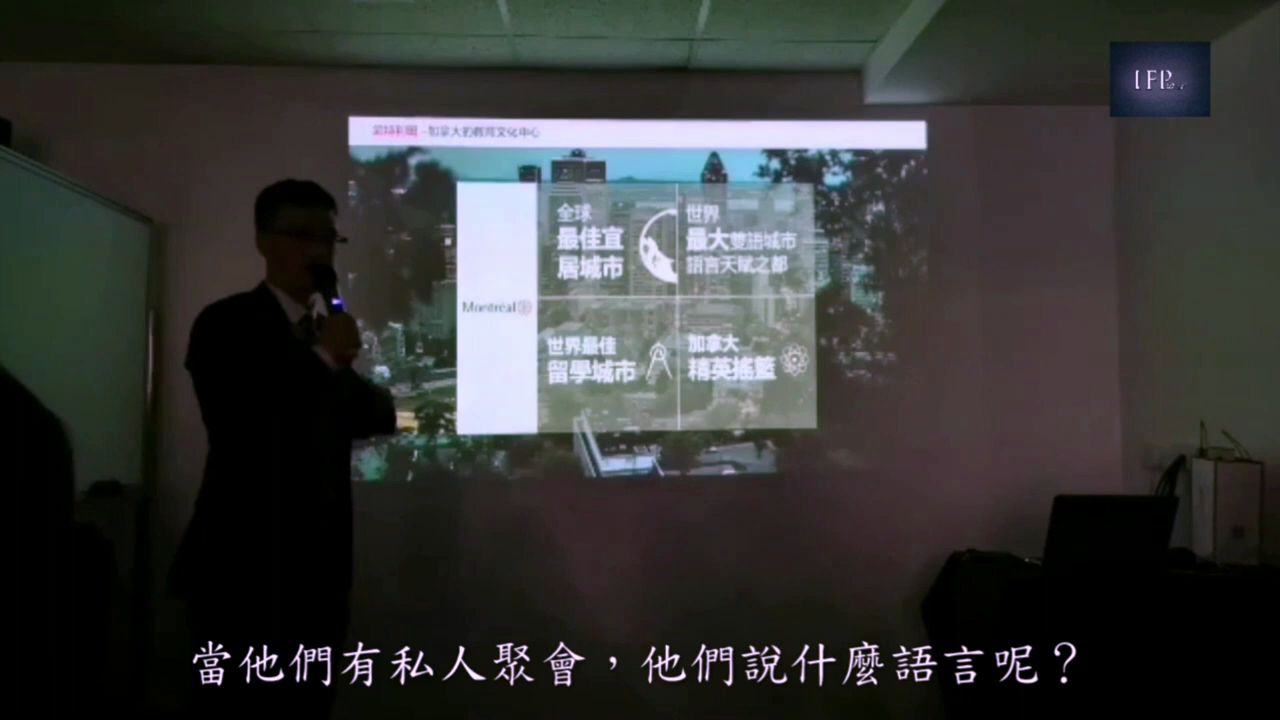 蒙特利爾 - 加拿大的教育文化中心
全球
最佳宜
居城市
世界
最大雙語城市
語言天賦之都
Montréal
世界最佳
留學城市
加拿大
精英搖籃
當他們有私人聚會，他們說什麼語言呢？